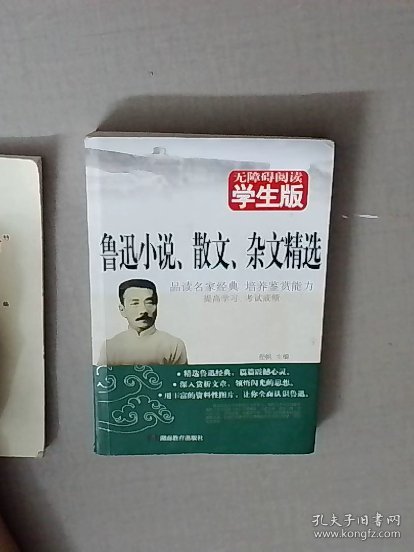 无障碍阅读
学生版
鲁迅小说、散文、杂文精选
品读名家经典 培养鉴赏能力
提高学习 考试成绩
主编
•精选鲁迅经典，篇篇震撼心灵。
•深入赏析文章，领悟闪光的思想。
•用丰富的资料性图片，让你全面认识鲁迅。
湖南教育出版社
孔夫子旧书网
www.kongfz.com